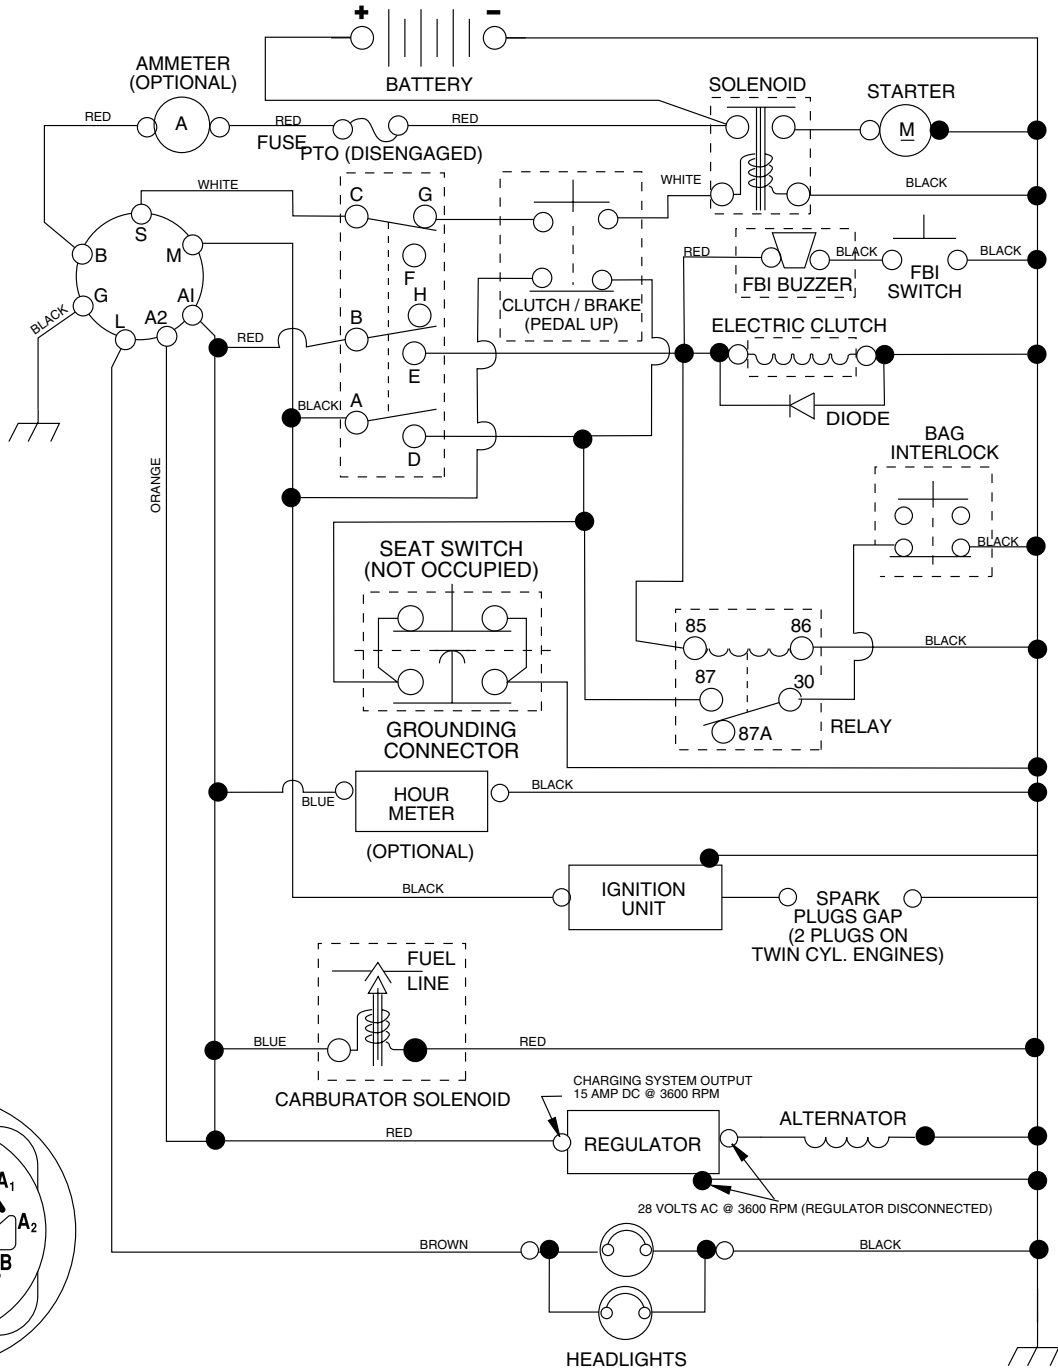 + −
BATTERY
AMMETER
(OPTIONAL)
SOLENOID
STARTER
RED
A
RED
FUSE
RED
M
PTO (DISENGAGED)
WHITE
C
G
WHITE
BLACK
S
B
M
F
RED
BLACK
BLACK
FBI BUZZER
FBI
SWITCH
G
A1
H
CLUTCH / BRAKE
(PEDAL UP)
BLACK
L
A2
RED
B
ELECTRIC CLUTCH
E
BLACK
A
DIODE
D
BAG
INTERLOCK
ORANGE
BLACK
SEAT SWITCH
(NOT OCCUPIED)
85
86
BLACK
87
30
87A
RELAY
GROUNDING
CONNECTOR
BLUE
HOUR
METER
BLACK
(OPTIONAL)
BLACK
IGNITION
UNIT
SPARK
PLUGS GAP
(2 PLUGS ON
TWIN CYL. ENGINES)
FUEL
LINE
BLUE
RED
CARBURATOR SOLENOID
CHARGING SYSTEM OUTPUT
15 AMP DC @ 3600 RPM
RED
REGULATOR
ALTERNATOR
A1
A2
B
28 VOLTS AC @ 3600 RPM (REGULATOR DISCONNECTED)
BROWN
BLACK
HEADLIGHTS